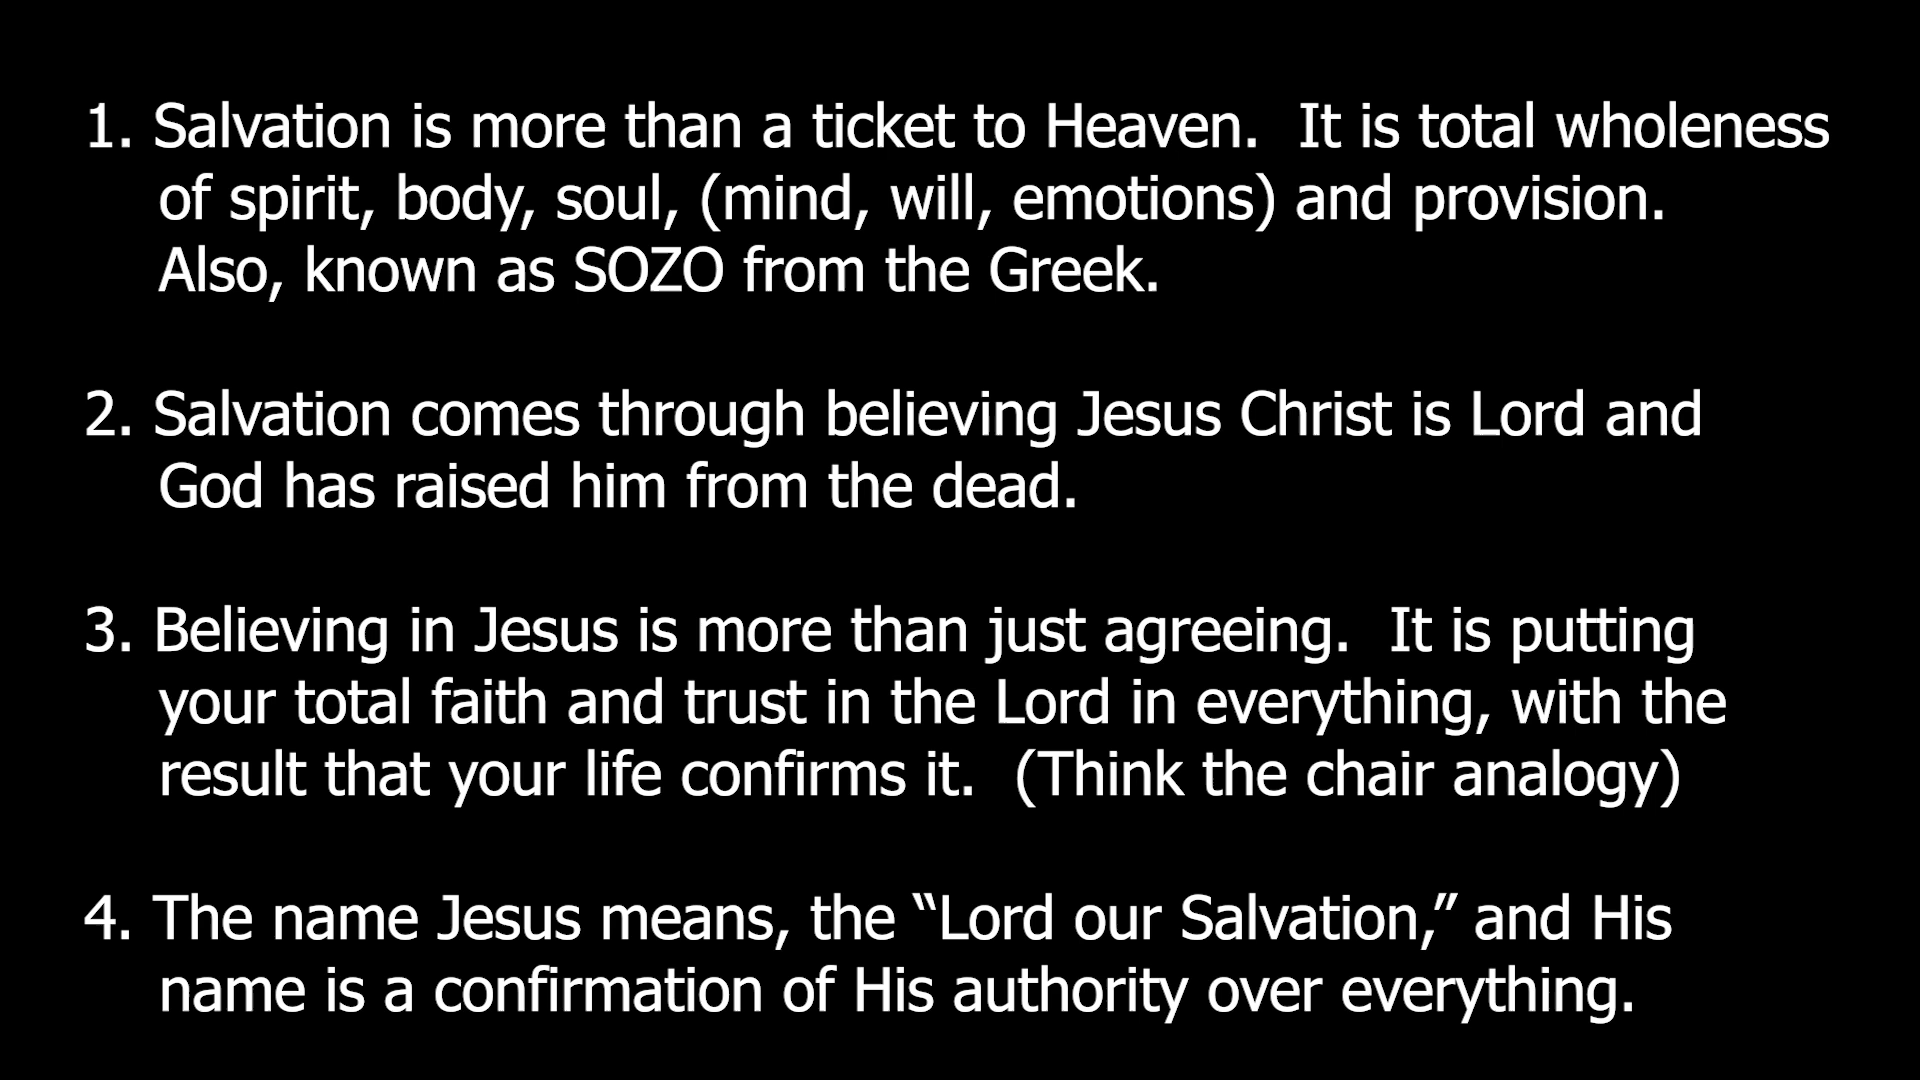 1. Salvation is more than a ticket to Heaven.  It is total wholeness
of spirit, body, soul, (mind, will, emotions) and provision.
Also, known as SOZO from the Greek.
2. Salvation comes through believing Jesus Christ is Lord and
God has raised him from the dead.
3. Believing in Jesus is more than just agreeing.  It is putting
your total faith and trust in the Lord in everything, with the
result that your life confirms it.  (Think the chair analogy)
4. The name Jesus means, the “Lord our Salvation,” and His
name is a confirmation of His authority over everything.